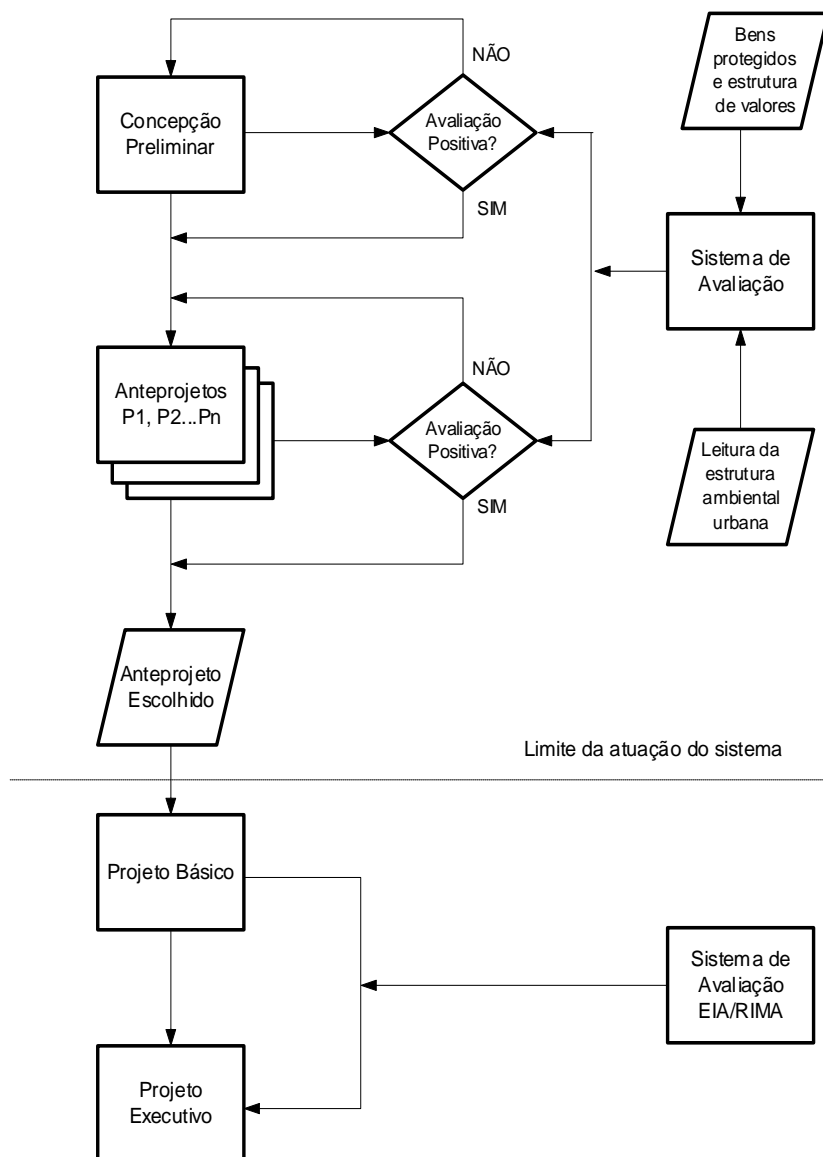 NÃO
Bens
protegidos
e estrutura
de valores
Concepção
Preliminar
Avaliação
Positiva?
SIM
Sistema de
Avaliação
NÃO
Anteprojetos
P1, P2...Pn
Avaliação
Positiva?
Leitura da
estrutura
ambiental
urbana
SIM
Anteprojeto
Escolhido
Limite da atuação do sistema
Projeto Básico
Sistema de
Avaliação
EIA/RIMA
Projeto
Executivo